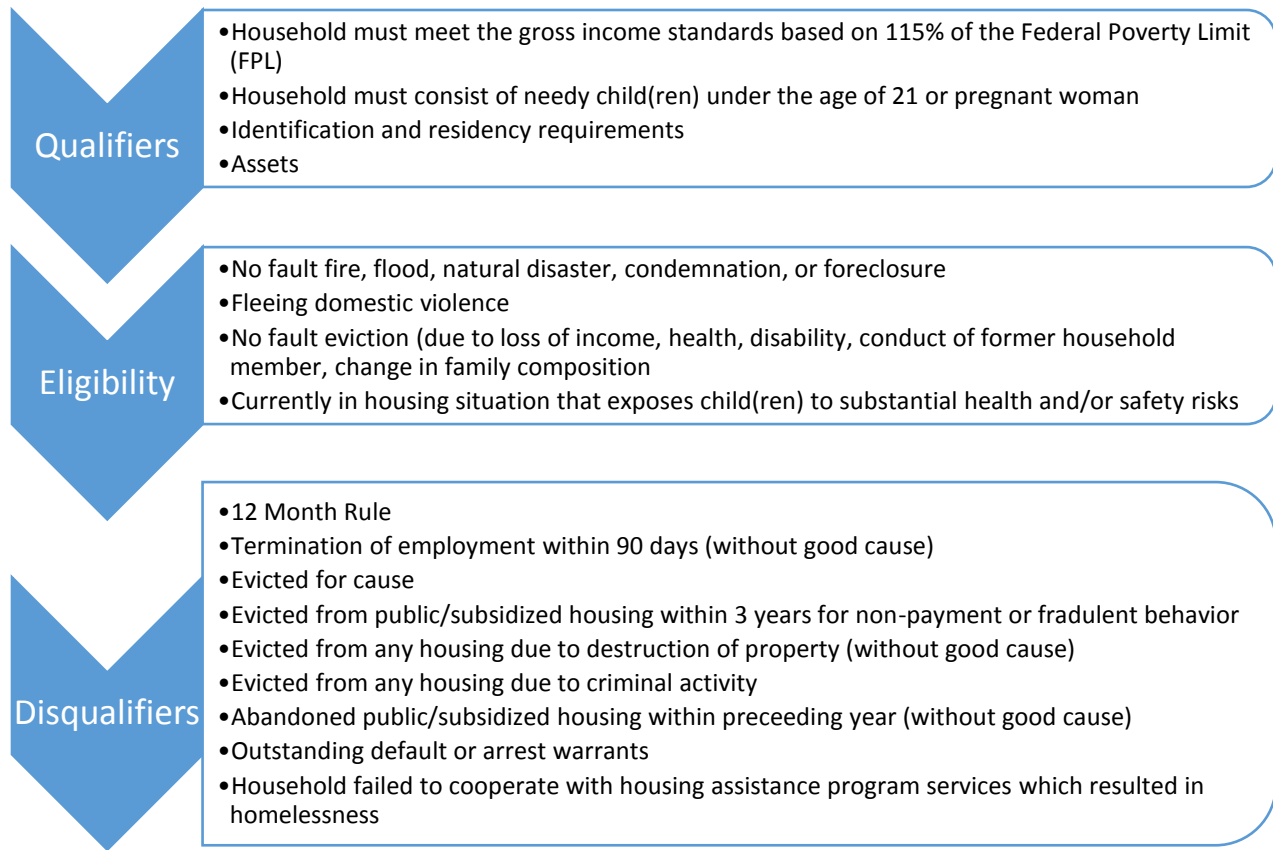 Qualifiers
•Household must meet the gross income standards based on 115% of the Federal Poverty Limit
(FPL)
•Household must consist of needy child(ren) under the age of 21 or pregnant woman
•Identification and residency requirements
•Assets
Eligibility
•No fault fire, flood, natural disaster, condemnation, or foreclosure
•Fleeing domestic violence
•No fault eviction (due to loss of income, health, disability, conduct of former household
member, change in family composition
•Currently in housing situation that exposes child(ren) to substantial health and/or safety risks
Disqualifiers
•12 Month Rule
•Termination of employment within 90 days (without good cause)
•Evicted for cause
•Evicted from public/subsidized housing within 3 years for non-payment or fradulent behavior
•Evicted from any housing due to destruction of property (without good cause)
•Evicted from any housing due to criminal activity
•Abandoned public/subsidized housing within preceeding year (without good cause)
•Outstanding default or arrest warrants
•Household failed to cooperate with housing assistance program services which resulted in
homelessness